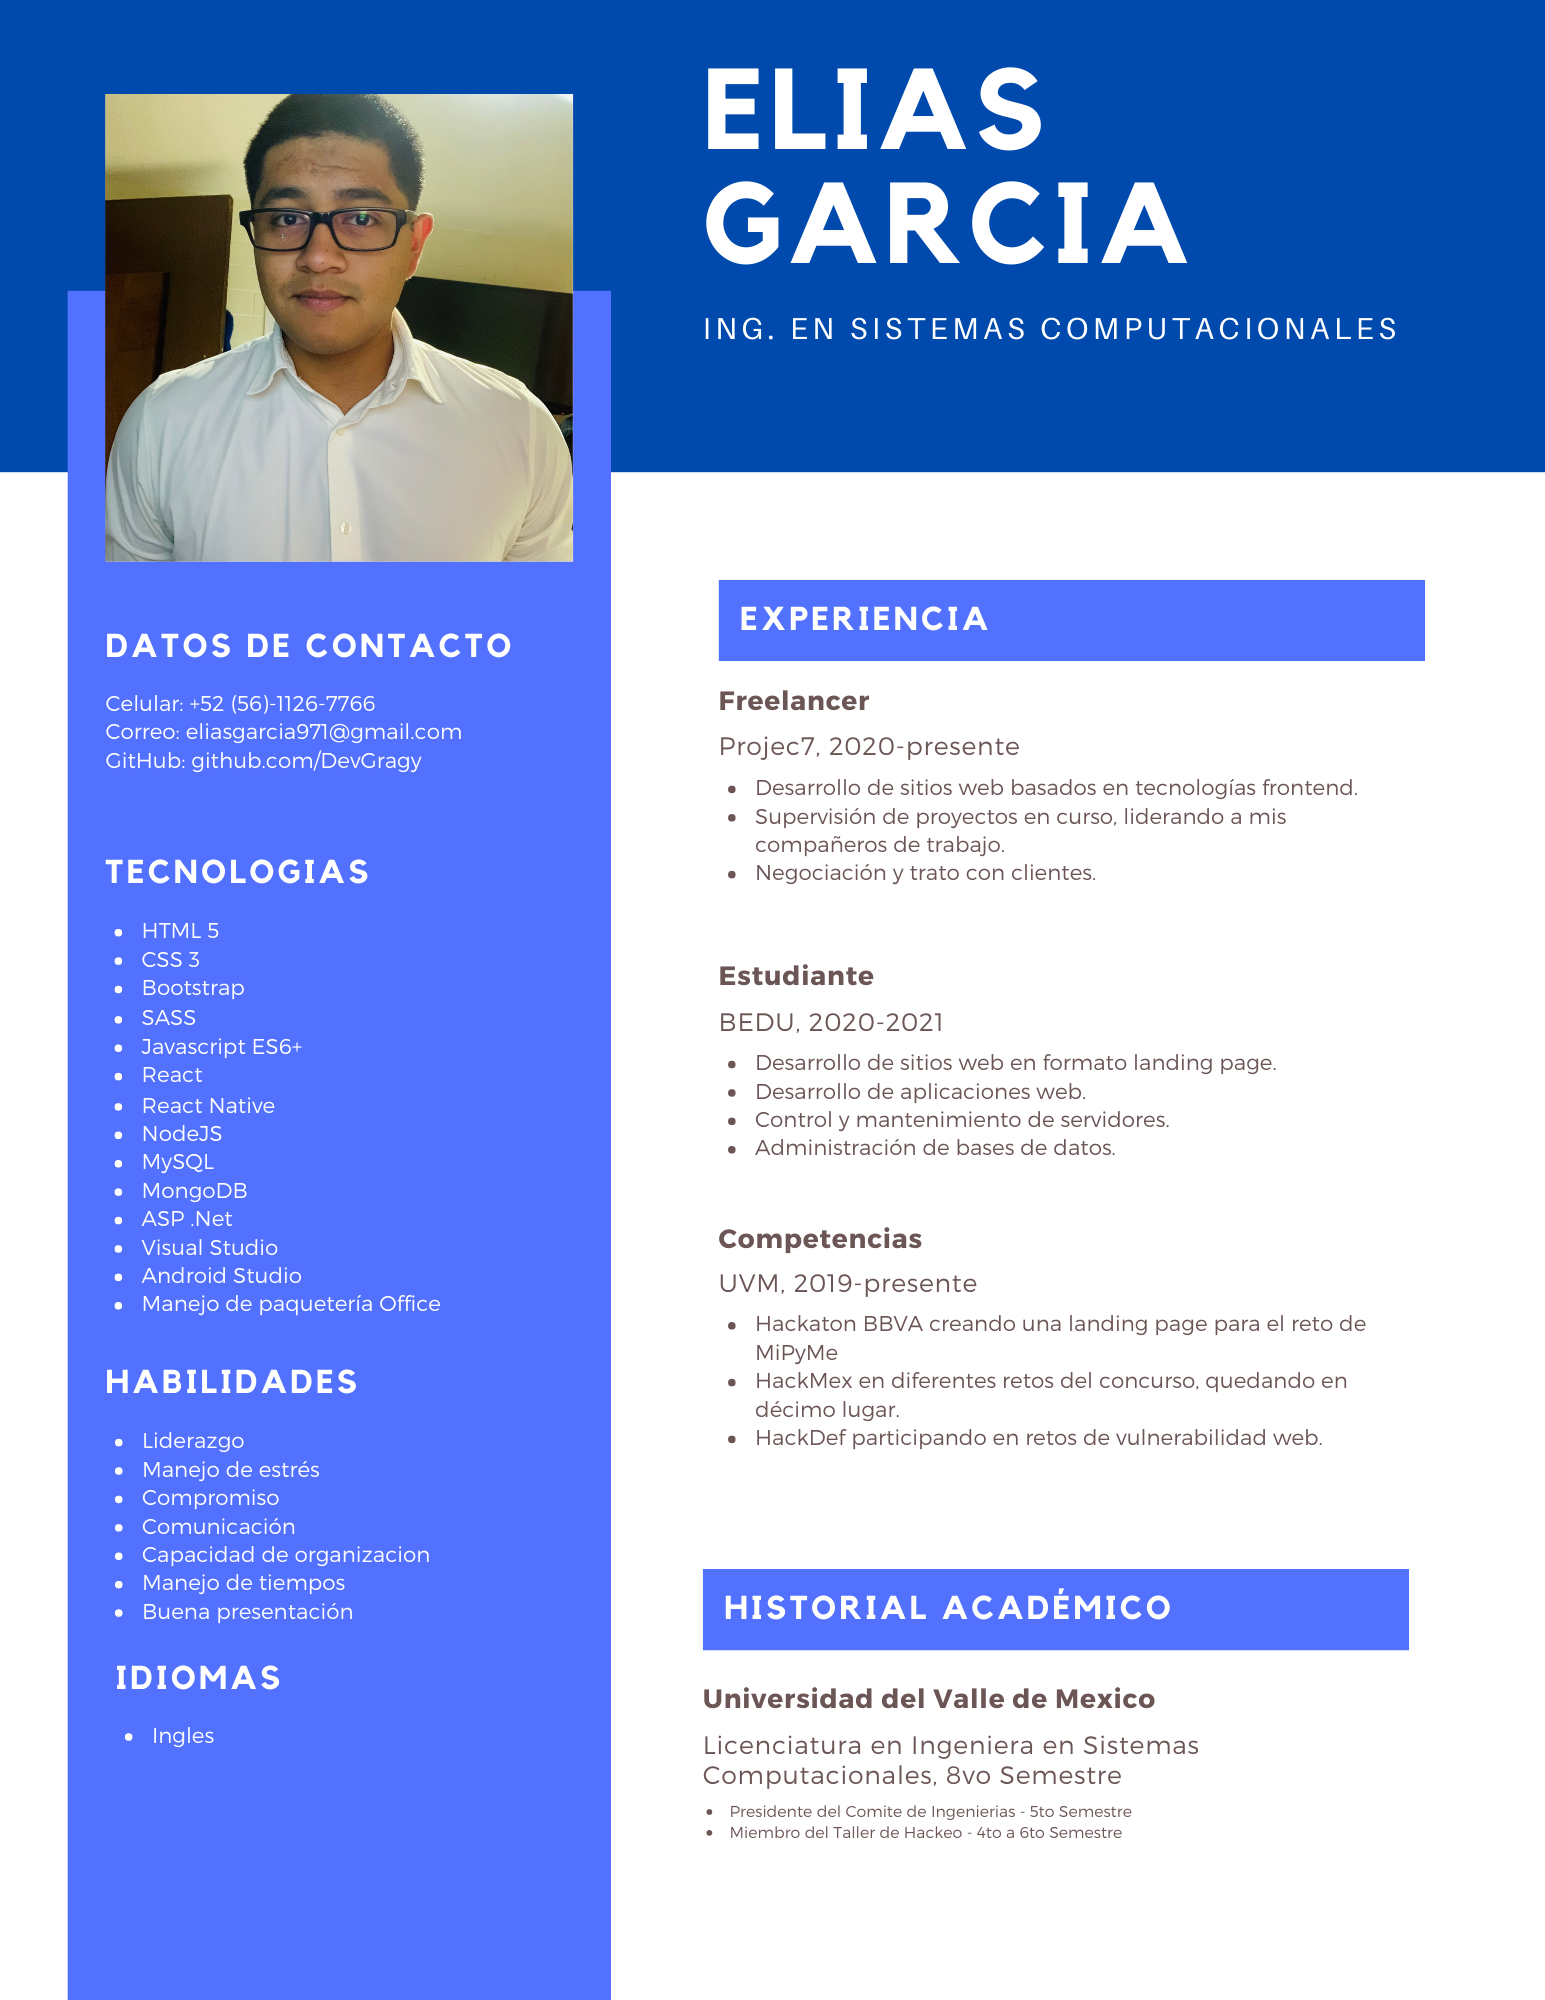 ELIAS
GARCIA
ING. EN SISTEMAS COMPUTACIONALES
DATOS DE CONTACTO
Celular: +52 (56)-1126-7766
Correo: eliasgarcia971@gmail.com
GitHub: github.com/DevGragy
TECNOLOGIAS
HTML 5
CSS 3
Bootstrap
SASS
Javascript ES6+
React
React Native
NodeJS
MySQL
MongoDB
ASP .Net
Visual Studio
Android Studio
Manejo de paquetería Office
HABILIDADES
Liderazgo
Manejo de estrés
Compromiso
Comunicación
Capacidad de organizacion
Manejo de tiempos
Buena presentación
IDIOMAS
Ingles
EXPERIENCIA
Freelancer
Projec7, 2020-presente
Desarrollo de sitios web basados en tecnologías frontend.
Supervisión de proyectos en curso, liderando a mis
compañeros de trabajo.
Negociación y trato con clientes.
Estudiante
BEDU, 2020-2021
Desarrollo de sitios web en formato landing page.
Desarrollo de aplicaciones web.
Control y mantenimiento de servidores.
Administración de bases de datos.
Competencias
UVM, 2019-presente
Hackaton BBVA creando una landing page para el reto de
MiPyMe
HackMex en diferentes retos del concurso, quedando en
décimo lugar.
HackDef participando en retos de vulnerabilidad web.
HISTORIAL ACADÉMICO
Universidad del Valle de Mexico
Licenciatura en Ingeniera en Sistemas
Computacionales, 8vo Semestre
Presidente del Comite de Ingenierias - 5to Semestre
Miembro del Taller de Hackeo - 4to a 6to Semestre